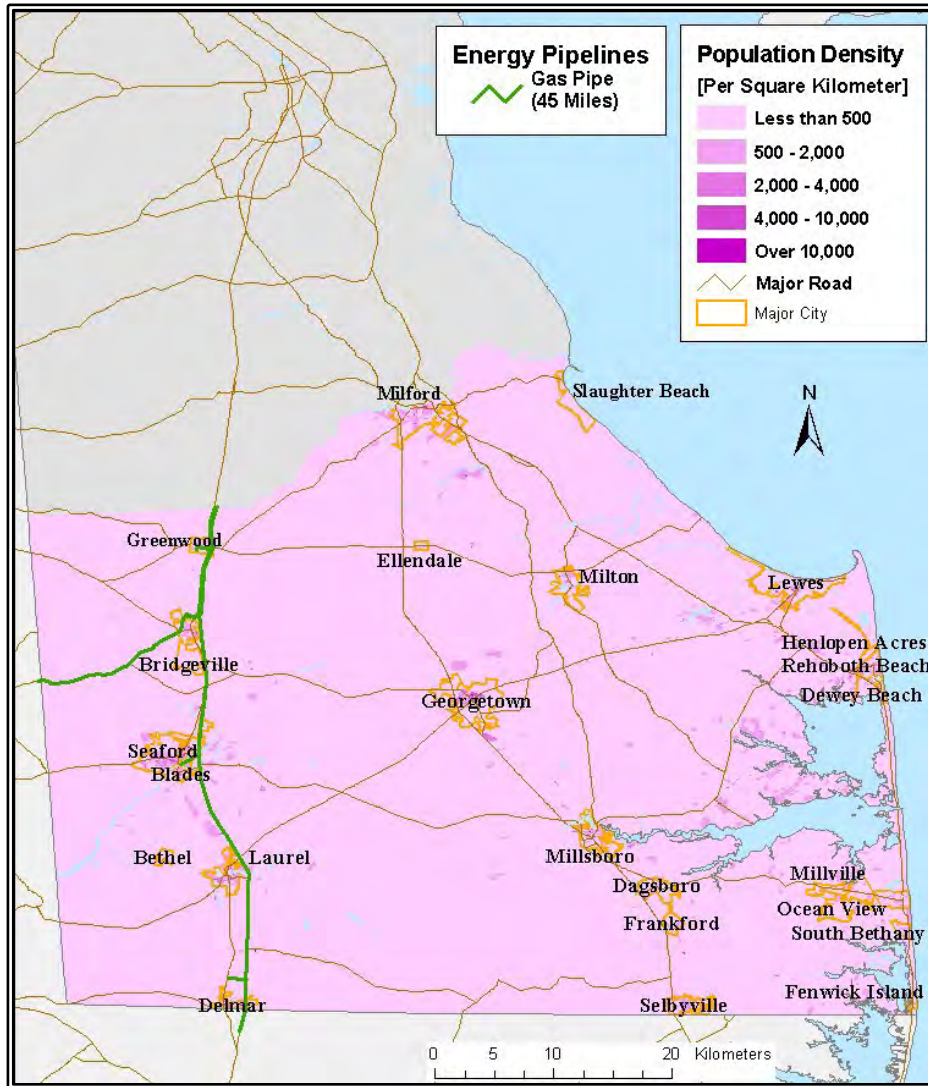 Energy Pipelines
Gas Pipe
(45 Miles)
Population Density
[Per Square Kilometer]
Less than 500
500 - 2,000
2,000 - 4,000
4,000 - 10,000
Over 10,000
Major Road
Major City
N
Milford
Slaughter Beach
Greenwood
Ellendale
Milton
Lewes
Henlopen Acres
Bridgeville
Rehoboth Beach
Georgetown
Dewey Beach
Seaford
Blades
Bethel
Laurel
Millsboro
Millville
Dagsboro
Ocean View
Frankford
South Bethany
Fenwick Island
Delmar
Selbyville
0 5 10 20 Kilometers